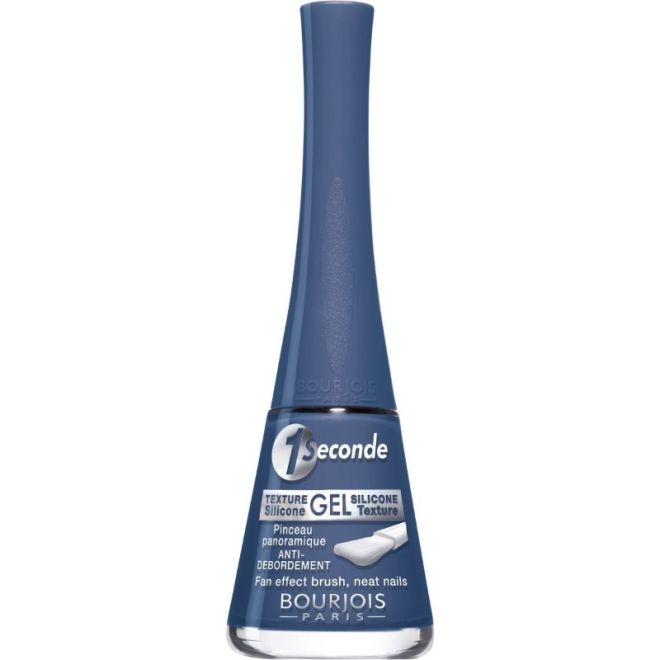 BOURJOIS
PARIS
1 Seconde
TEXTURE Silicone GEL SILICONE Texture
Pinceau
panoramique
ANTI-
DEBORDEMENT
Fan effect brush, neat nails
BOURJOIS
PARIS